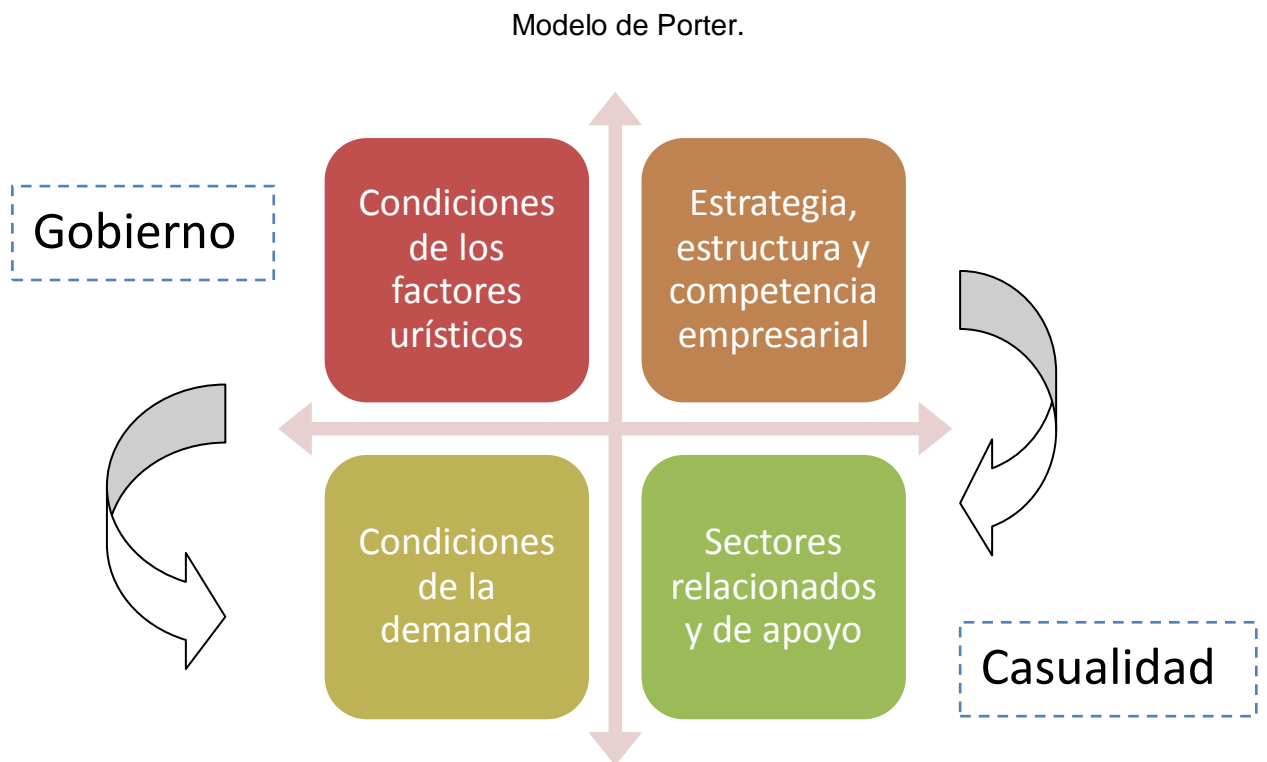 Modelo de Porter.
Gobierno
Condiciones
de los
factores
urísticos
Estrategia,
estructura y
competencia
empresarial
Condiciones
de la
demanda
Sectores
relacionados
y de apoyo
Casualidad